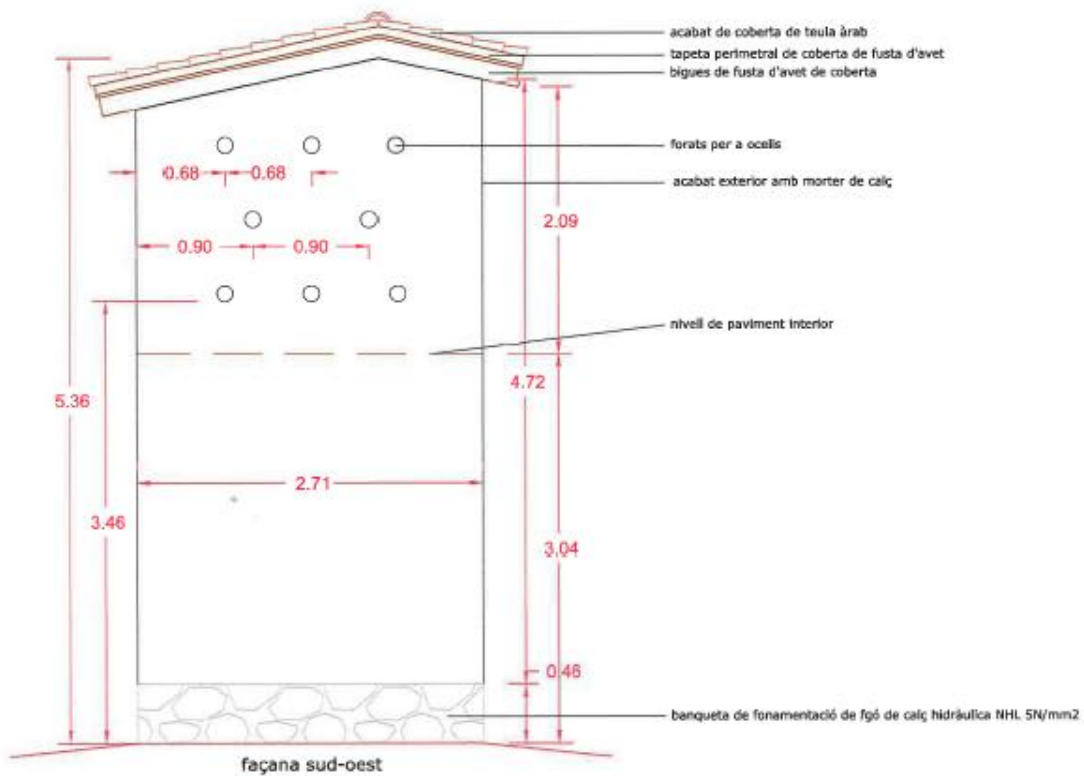 acabat de coberta de teula àrab
tapeta perimetral de coberta de fusta d'avet
bigues de fusta d'avet de coberta
forats per a ocells
0.68
0.68
acabat exterior amb morter de calç
2.09
0.90
0.90
nivell de paviment interior
4.72
5.36
2.71
3.46
3.04
0.46
banqueta de fonamentació de fgó de calç hidràulica NHL 5N/mm2
façana sud-oest